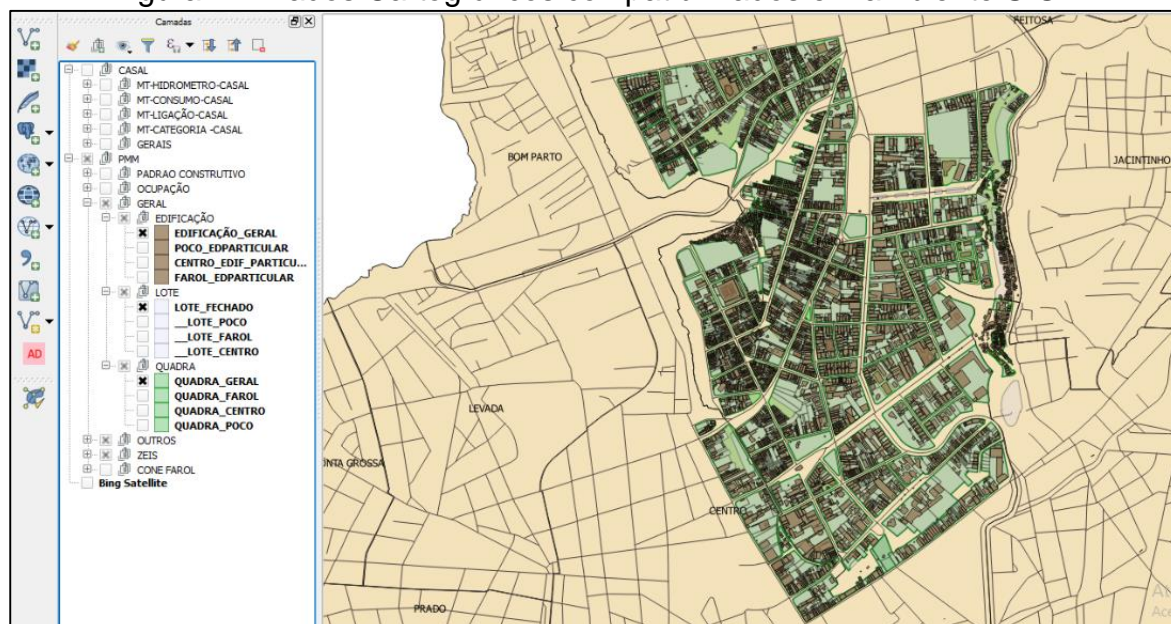 Camadas
CASAL
MT-HIDROMETRO-CASAL
MT-CONSUMO-CASAL
MT-LIGAÇÃO-CASAL
MT-CATEGORIA -CASAL
GERAIS
PMM
PADRAO CONSTRUTIVO
OCUPAÇÃO
GERAL
EDIFICAÇÃO
EDIFICAÇÃO_GERAL
POCO_EDPARTICULAR
CENTRO_EDIF_PARTICU...
FAROL_EDPARTICULAR
LOTE
LOTE_FECHADO
__LOTE_POCO
__LOTE_FAROL
__LOTE_CENTRO
QUADRA
QUADRA_GERAL
QUADRA_FAROL
QUADRA_CENTRO
QUADRA_POCO
OUTROS
ZEIS
CONE FAROL
Bing Satellite
AD
FEITOSA
BOM PARTO
JACINTINHO
LEVADA
ONTA GROSSA
CENTRO
PRADO